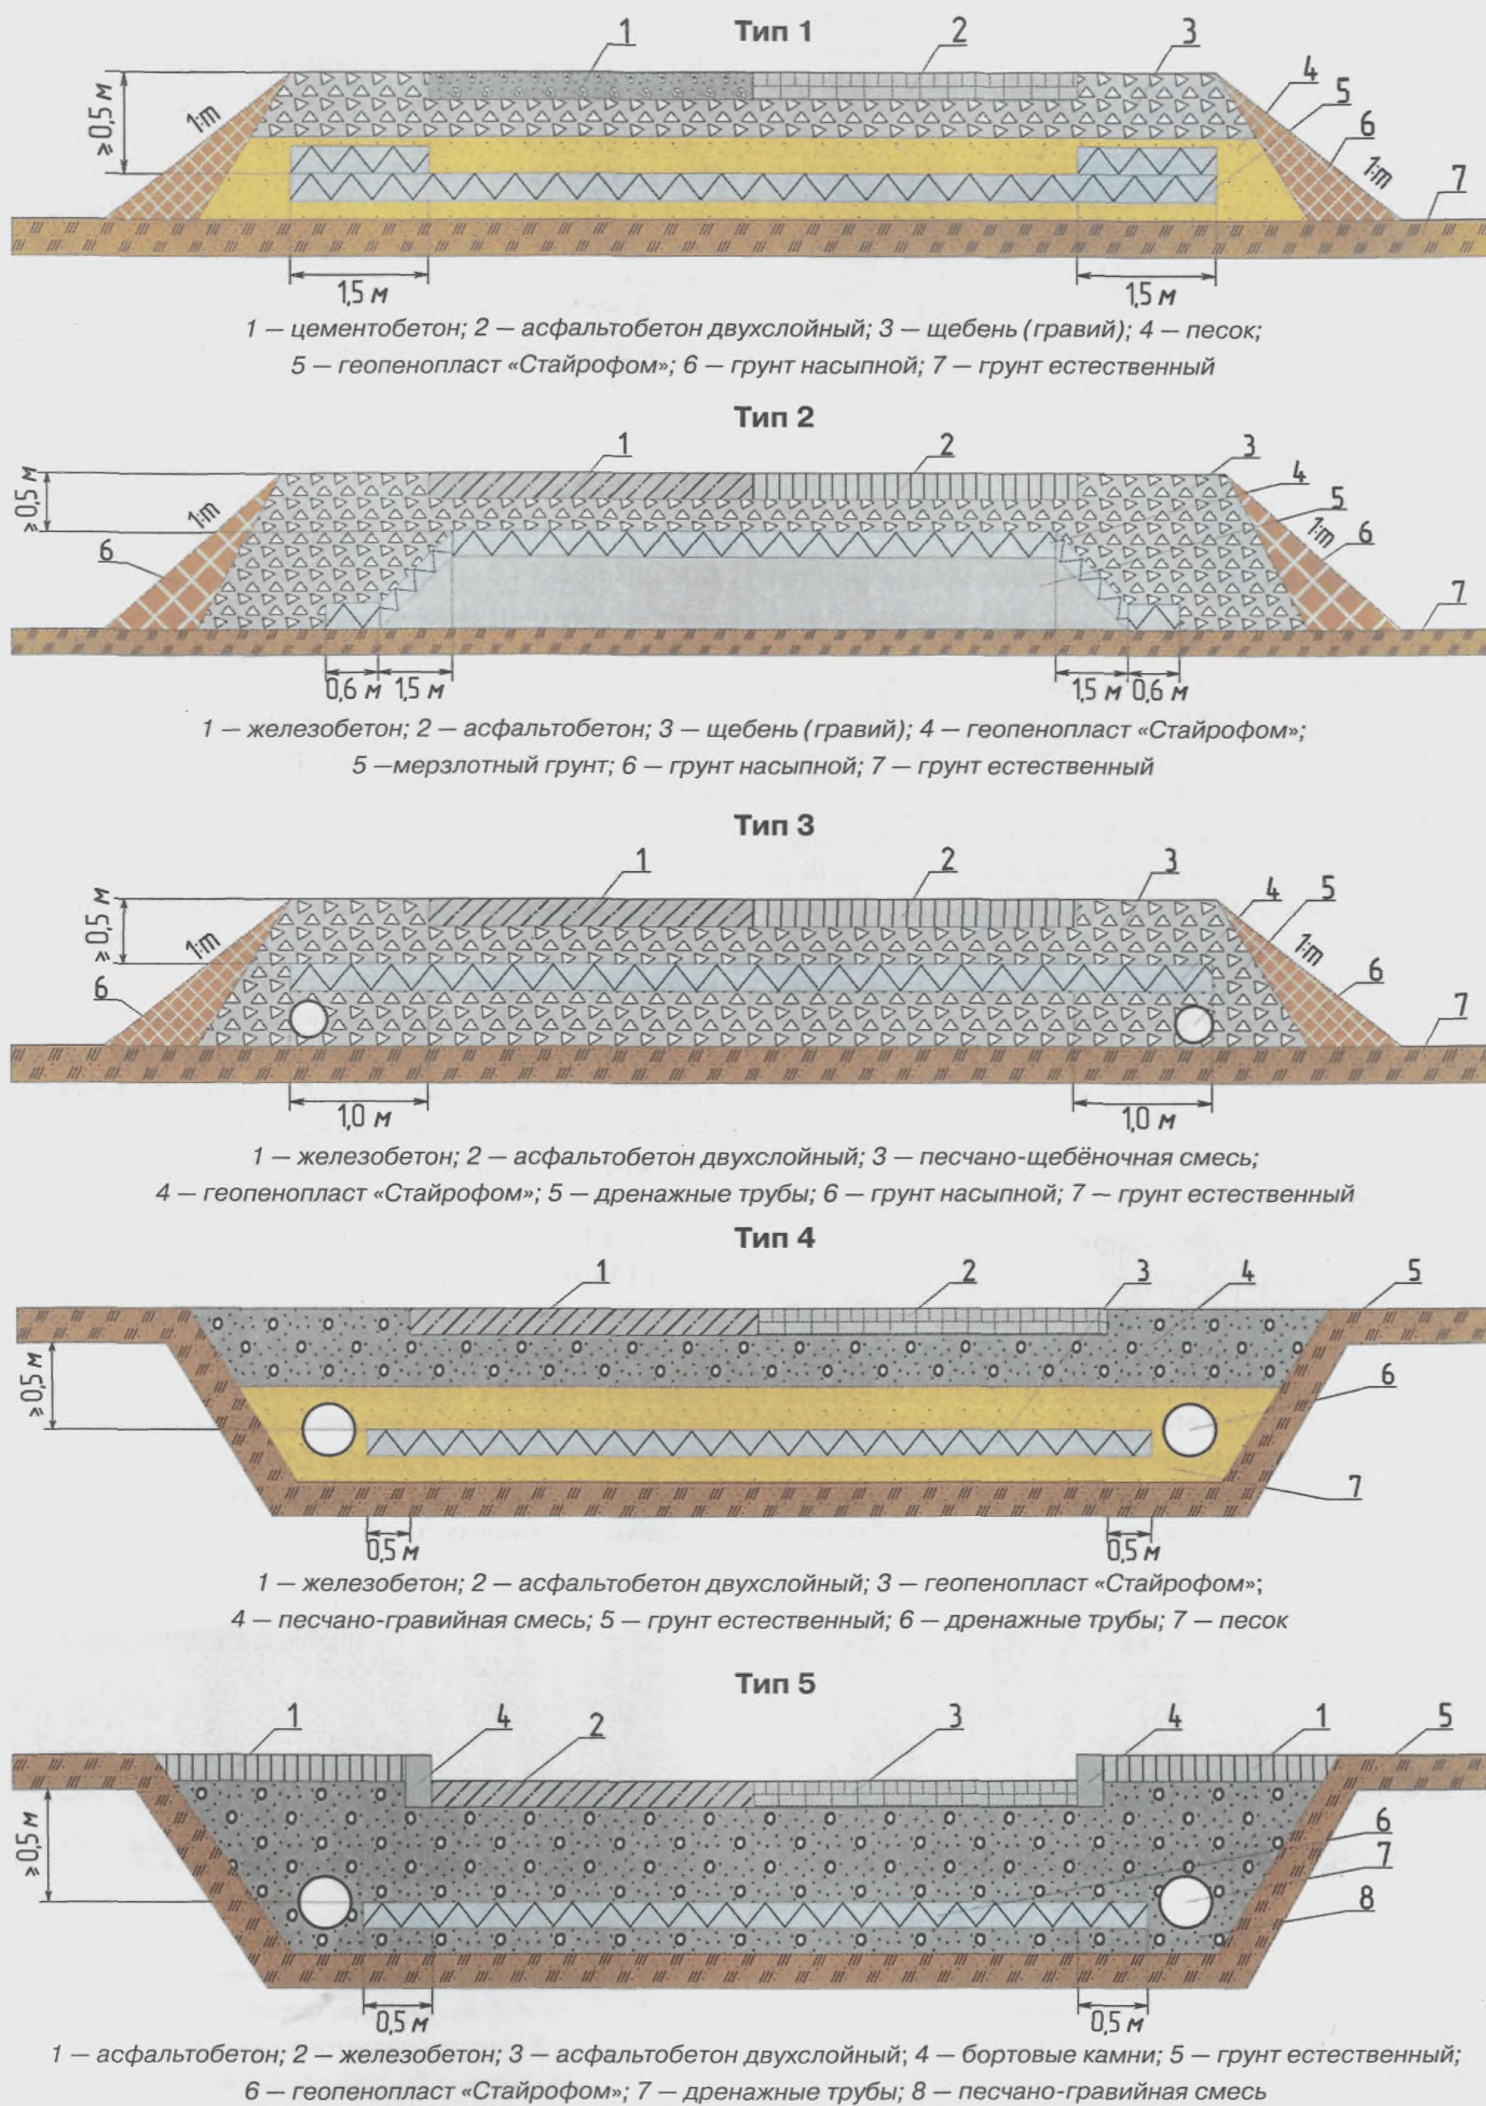 Тип 1
1 2 3 4 5 6 7
≥0,5 м
1:m 1:m
1,5 м 1,5 м
1 — цементобетон; 2 — асфальтобетон двухслойный; 3 — щебень (гравий); 4 — песок;
5 — геопенопласт «Стайрофом»; 6 — грунт насыпной; 7 — грунт естественный
Тип 2
1 2 3 4 5 6 7
≥0,5 м
1:m 1:m
6
0,6 м 1,5 м 1,5 м 0,6 м
1 — железобетон; 2 — асфальтобетон; 3 — щебень (гравий); 4 — геопенопласт «Стайрофом»;
5 —мерзлотный грунт; 6 — грунт насыпной; 7 — грунт естественный
Тип 3
1 2 3 4 5 6 7
≥0,5 м
1:m 1:m
6
1,0 м 1,0 м
1 — железобетон; 2 — асфальтобетон двухслойный; 3 — песчано-щебёночная смесь;
4 — геопенопласт «Стайрофом»; 5 — дренажные трубы; 6 — грунт насыпной; 7 — грунт естественный
Тип 4
1 2 3 4 5
≥0,5 м
6
7
0,5 м 0,5 м
1 — железобетон; 2 — асфальтобетон двухслойный; 3 — геопенопласт «Стайрофом»;
4 — песчано-гравийная смесь; 5 — грунт естественный; 6 — дренажные трубы; 7 — песок
Тип 5
1 4 2 3 4 1 5
≥0,5 м
6
7
8
0,5 м 0,5 м
1 — асфальтобетон; 2 — железобетон; 3 — асфальтобетон двухслойный; 4 — бортовые камни; 5 — грунт естественный;
6 — геопенопласт «Стайрофом»; 7 — дренажные трубы; 8 — песчано-гравийная смесь